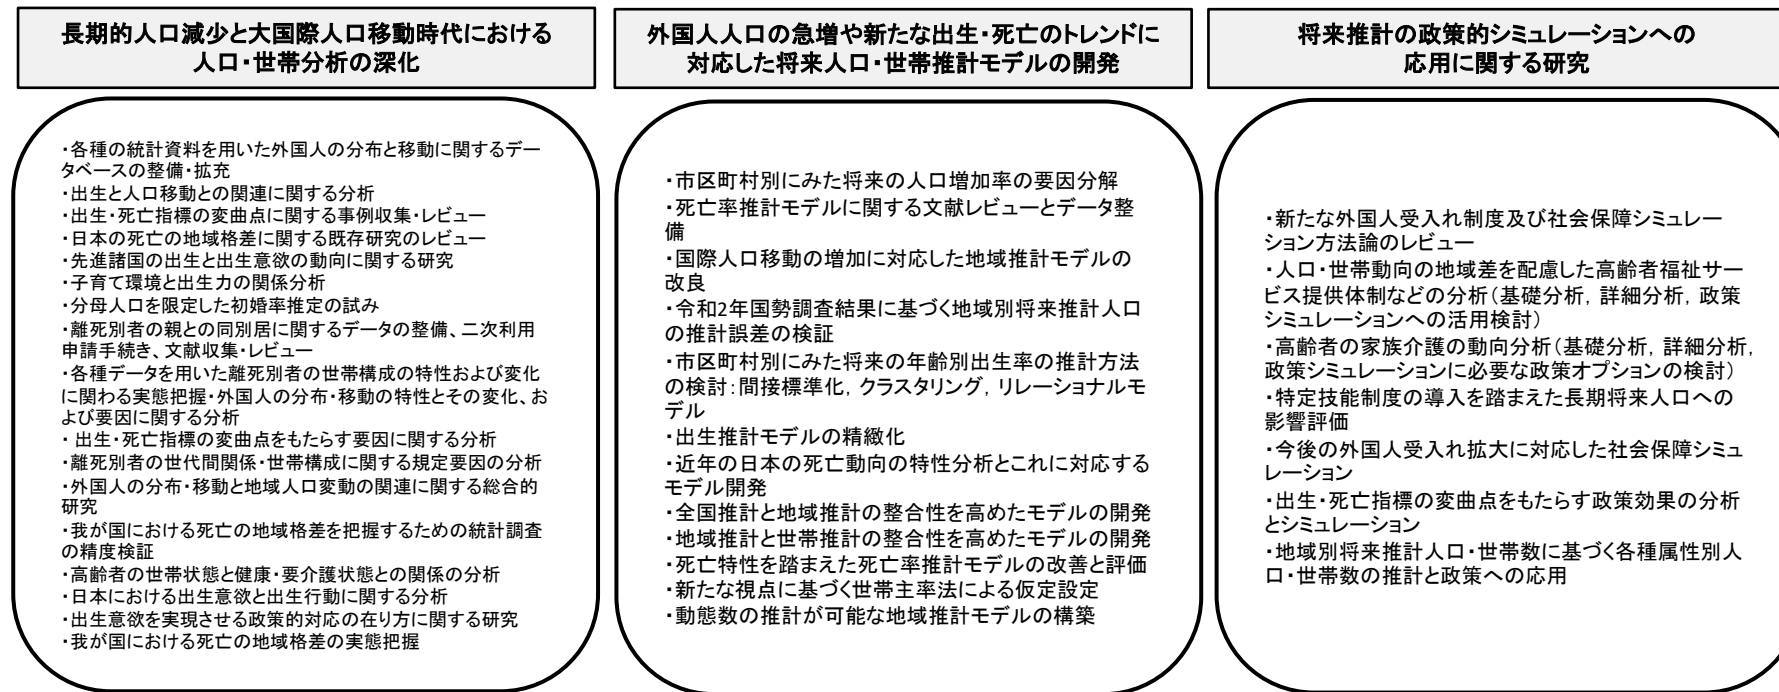 長期的人口減少と大国際人口移動時代における
人口・世帯分析の深化
・各種の統計資料を用いた外国人の分布と移動に関するデー
タベースの整備・拡充
・出生と人口移動との関連に関する分析
・出生・死亡指標の変曲点に関する事例収集・レビュー
・日本の死亡の地域格差に関する既存研究のレビュー
・先進諸国の出生と出生意欲の動向に関する研究
・子育て環境と出生力の関係分析
・分母人口を限定した初婚率推定の試み
・離死別者の親との同別居に関するデータの整備、二次利用
申請手続き、文献収集・レビュー
・各種データを用いた離死別者の世帯構成の特性および変化
に関わる実態把握・外国人の分布・移動の特性とその変化、お
よび要因に関する分析
・ 出生・死亡指標の変曲点をもたらす要因に関する分析
・離死別者の世代間関係・世帯構成に関する規定要因の分析
・外国人の分布・移動と地域人口変動の関連に関する総合的
研究
・我が国における死亡の地域格差を把握するための統計調査
の精度検証
・高齢者の世帯状態と健康・要介護状態との関係の分析
・日本における出生意欲と出生行動に関する分析
・出生意欲を実現させる政策的対応の在り方に関する研究
・我が国における死亡の地域格差の実態把握
外国人人口の急増や新たな出生・死亡のトレンドに
対応した将来人口・世帯推計モデルの開発
・市区町村別にみた将来の人口増加率の要因分解
・死亡率推計モデルに関する文献レビューとデータ整
備
・国際人口移動の増加に対応した地域推計モデルの
改良
・令和2年国勢調査結果に基づく地域別将来推計人口
の推計誤差の検証
・市区町村別にみた将来の年齢別出生率の推計方法
の検討：間接標準化，クラスタリング，リレーショナルモ
デル
・出生推計モデルの精緻化
・近年の日本の死亡動向の特性分析とこれに対応する
モデル開発
・全国推計と地域推計の整合性を高めたモデルの開発
・地域推計と世帯推計の整合性を高めたモデルの開発
・死亡特性を踏まえた死亡率推計モデルの改善と評価
・新たな視点に基づく世帯主率法による仮定設定
・動態数の推計が可能な地域推計モデルの構築
将来推計の政策的シミュレーションへの
応用に関する研究
・新たな外国人受入れ制度及び社会保障シミュレー
ション方法論のレビュー
・人口・世帯動向の地域差を配慮した高齢者福祉サー
ビス提供体制などの分析（基礎分析，詳細分析，政策
シミュレーションへの活用検討）
・高齢者の家族介護の動向分析（基礎分析，詳細分析，
政策シミュレーションに必要な政策オプションの検討）
・特定技能制度の導入を踏まえた長期将来人口への
影響評価
・今後の外国人受入れ拡大に対応した社会保障シミュ
レーション
・出生・死亡指標の変曲点をもたらす政策効果の分析
とシミュレーション
・地域別将来推計人口・世帯数に基づく各種属性別人
口・世帯数の推計と政策への応用